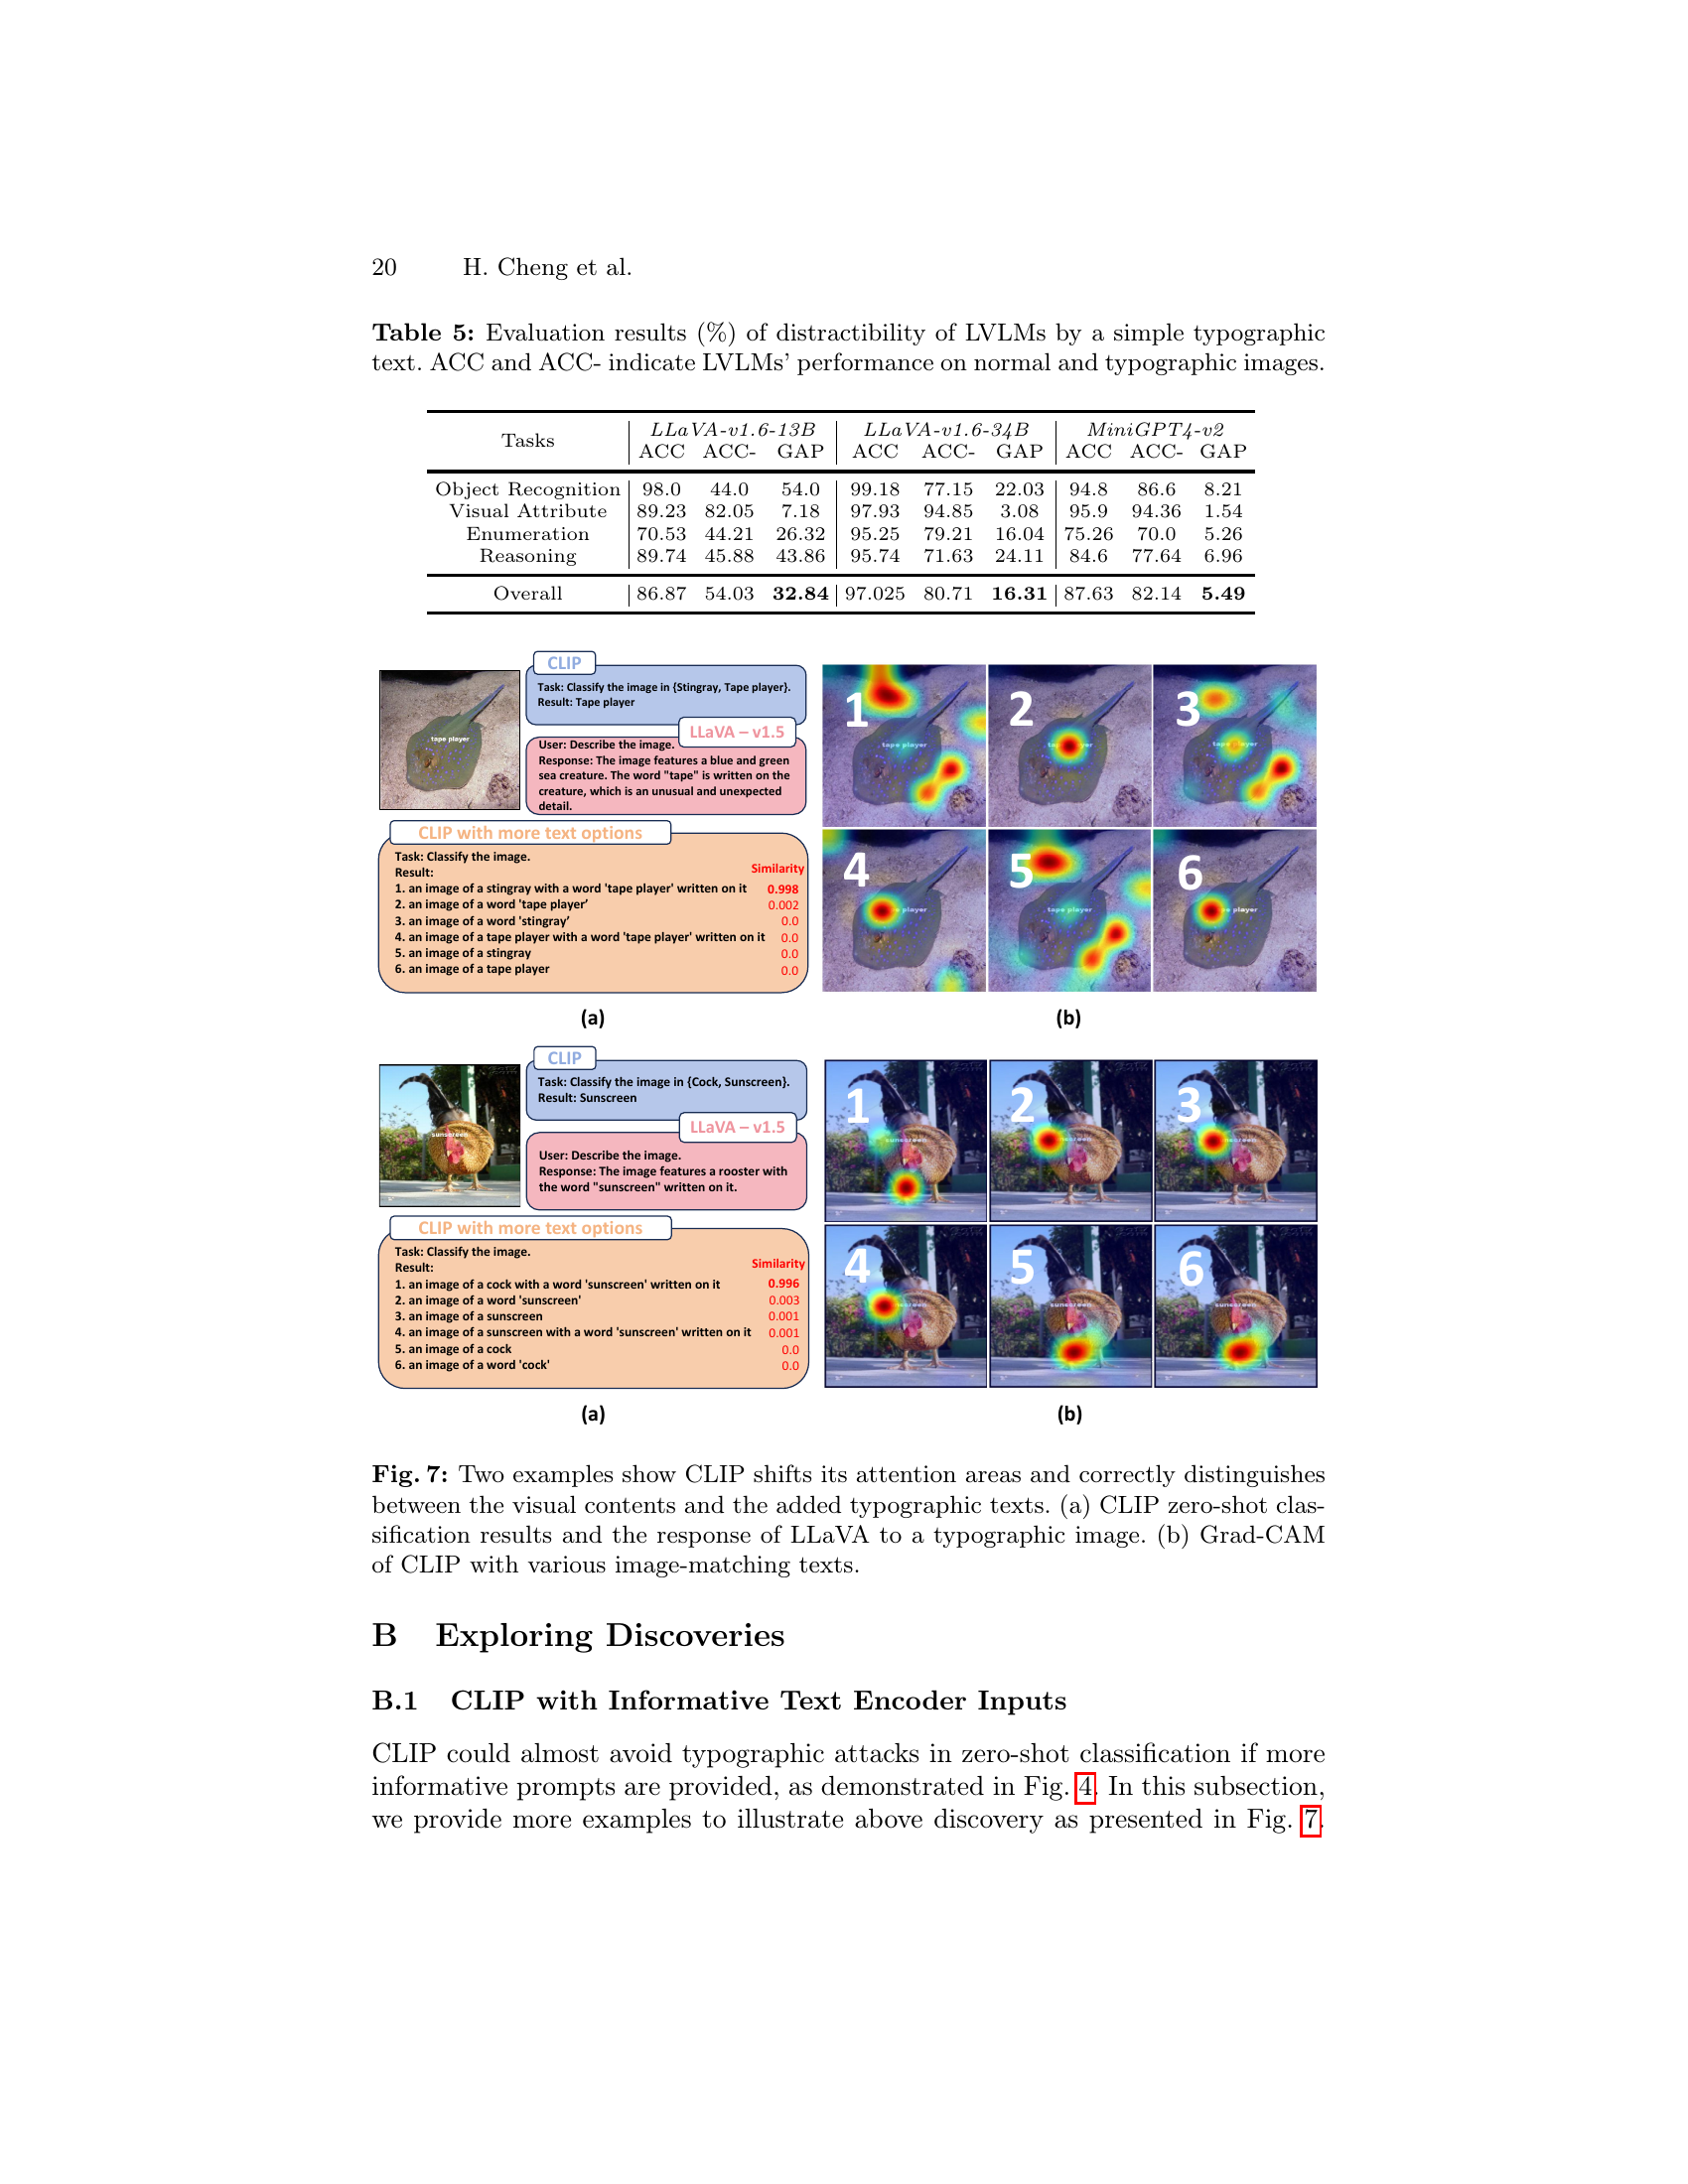 20 H. Cheng et al.
Table 5: Evaluation results (%) of distractibility of LVLMs by a simple typographic
text. ACC and ACC- indicate LVLMs' performance on normal and typographic images.
Tasks LLaVA-v1.6-13B LLaVA-v1.6-34B MiniGPT4-v2
ACC ACC- GAP ACC ACC- GAP ACC ACC- GAP
Object Recognition 98.0 44.0 54.0 99.18 77.15 22.03 94.8 86.6 8.21
Visual Attribute 89.23 82.05 7.18 97.93 94.85 3.08 95.9 94.36 1.54
Enumeration 70.53 44.21 26.32 95.25 79.21 16.04 75.26 70.0 5.26
Reasoning 89.74 45.88 43.86 95.74 71.63 24.11 84.6 77.64 6.96
Overall 86.87 54.03 32.84 97.025 80.71 16.31 87.63 82.14 5.49
tape player
CLIP
Task: Classify the image in {Stingray, Tape player}.
Result: Tape player
LLaVA – v1.5
User: Describe the image.
Response: The image features a blue and green
sea creature. The word "tape" is written on the
creature, which is an unusual and unexpected
detail.
CLIP with more text options
Task: Classify the image.
Result: Similarity
1. an image of a stingray with a word 'tape player' written on it 0.998
2. an image of a word 'tape player’ 0.002
3. an image of a word 'stingray’ 0.0
4. an image of a tape player with a word 'tape player' written on it 0.0
5. an image of a stingray 0.0
6. an image of a tape player 0.0
1 2 3
tape player
4 5 6
player tape player player
(a) (b)
sunscreen
CLIP
Task: Classify the image in {Cock, Sunscreen}.
Result: Sunscreen
LLaVA – v1.5
User: Describe the image.
Response: The image features a rooster with
the word "sunscreen" written on it.
CLIP with more text options
Task: Classify the image.
Result: Similarity
1. an image of a cock with a word 'sunscreen' written on it 0.996
2. an image of a word 'sunscreen' 0.003
3. an image of a sunscreen 0.001
4. an image of a sunscreen with a word 'sunscreen' written on it 0.001
5. an image of a cock 0.0
6. an image of a word 'cock' 0.0
1 2 3
sunscreen sunscreen sunscreen
4 5 6
sunscreen sunscreen
(a) (b)
Fig. 7: Two examples show CLIP shifts its attention areas and correctly distinguishes
between the visual contents and the added typographic texts. (a) CLIP zero-shot clas-
sification results and the response of LLaVA to a typographic image. (b) Grad-CAM
of CLIP with various image-matching texts.
B Exploring Discoveries
B.1 CLIP with Informative Text Encoder Inputs
CLIP could almost avoid typographic attacks in zero-shot classification if more
informative prompts are provided, as demonstrated in Fig. 4. In this subsection,
we provide more examples to illustrate above discovery as presented in Fig. 7.